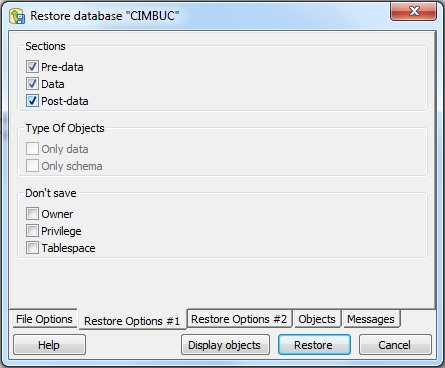 Restore database "CIMBUC"
Sections
Pre-data
Data
Post-data
Type Of Objects
Only data
Only schema
Don't save
Owner
Privilege
Tablespace
File Options Restore Options #1 Restore Options #2 Objects Messages
Help Display objects Restore Cancel